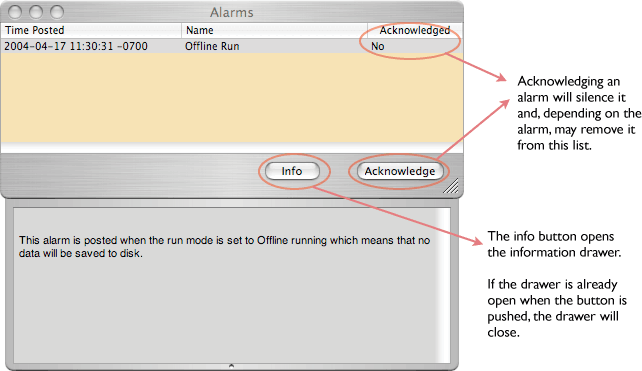 Alarms
Time Posted Name Acknowledged
2004-04-17 11:30:31 -0700 Offline Run No
Acknowledging an
alarm will silence it
and, depending on the
alarm, may remove it
from this list.
Info Acknowledge
This alarm is posted when the run mode is set to Offline running which means that no
data will be saved to disk.
The info button opens
the information drawer.
If the drawer is already
open when the button is
pushed, the drawer will
close.